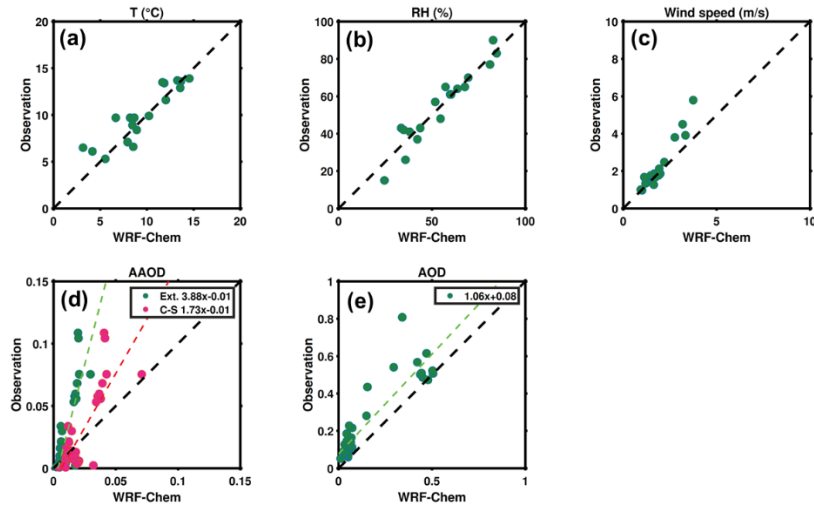 T (°C)
(a)
Observation
20
15
10
5
0
0 5 10 15 20
WRF-Chem
RH (%)
(b)
Observation
100
80
60
40
20
0
0 50 100
WRF-Chem
Wind speed (m/s)
(c)
Observation
10
8
6
4
2
0
0 5 10
WRF-Chem
AAOD
(d)
Ext. 3.88x-0.01
C-S 1.73x-0.01
Observation
0.15
0.1
0.05
0
0 0.05 0.1 0.15
WRF-Chem
AOD
(e)
1.06x+0.08
Observation
1
0.8
0.6
0.4
0.2
0
0 0.5 1
WRF-Chem